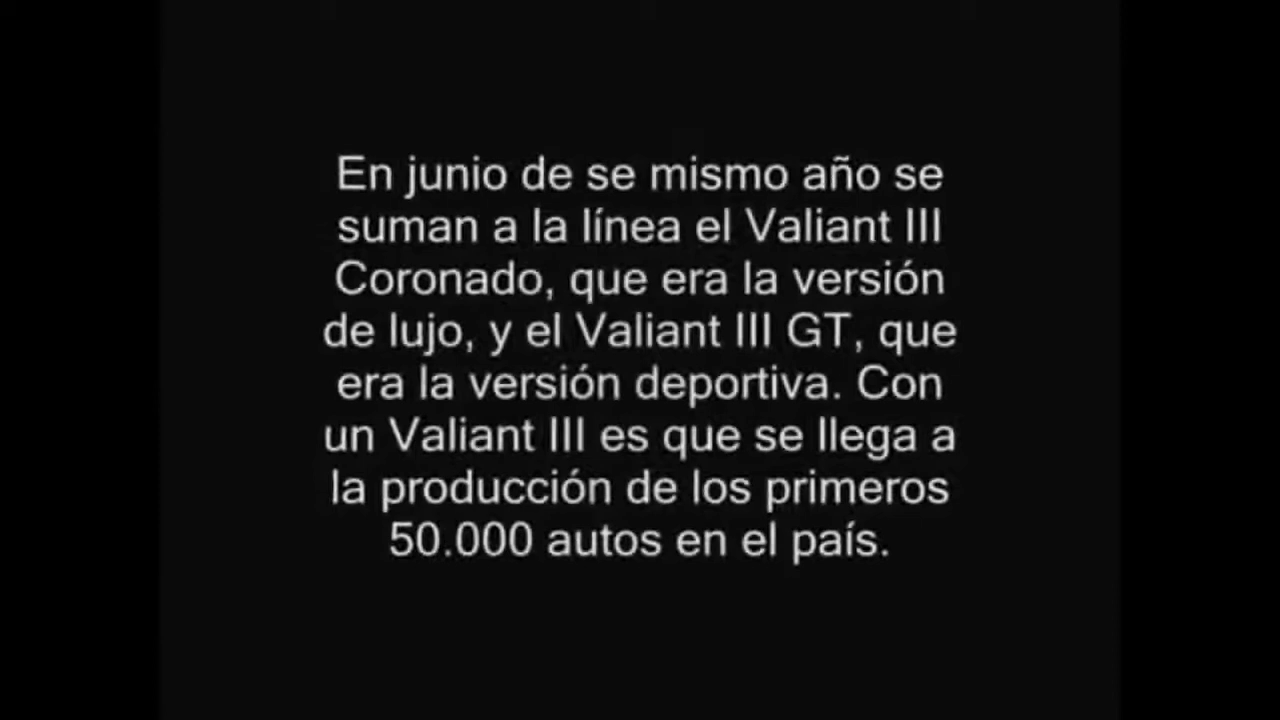 En junio de se mismo año se
suman a la línea el Valiant III
Coronado, que era la versión
de lujo, y el Valiant III GT, que
era la versión deportiva. Con
un Valiant III es que se llega a
la producción de los primeros
50.000 autos en el país.